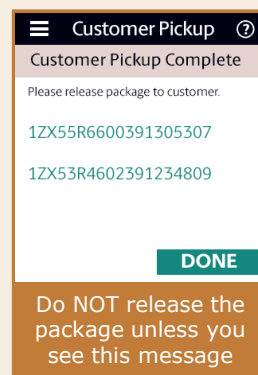 Customer Pickup ?
Customer Pickup Complete
Please release package to customer.
1ZX55R6600391305307
1ZX53R4602391234809
DONE
Do NOT release the
package unless you
see this message